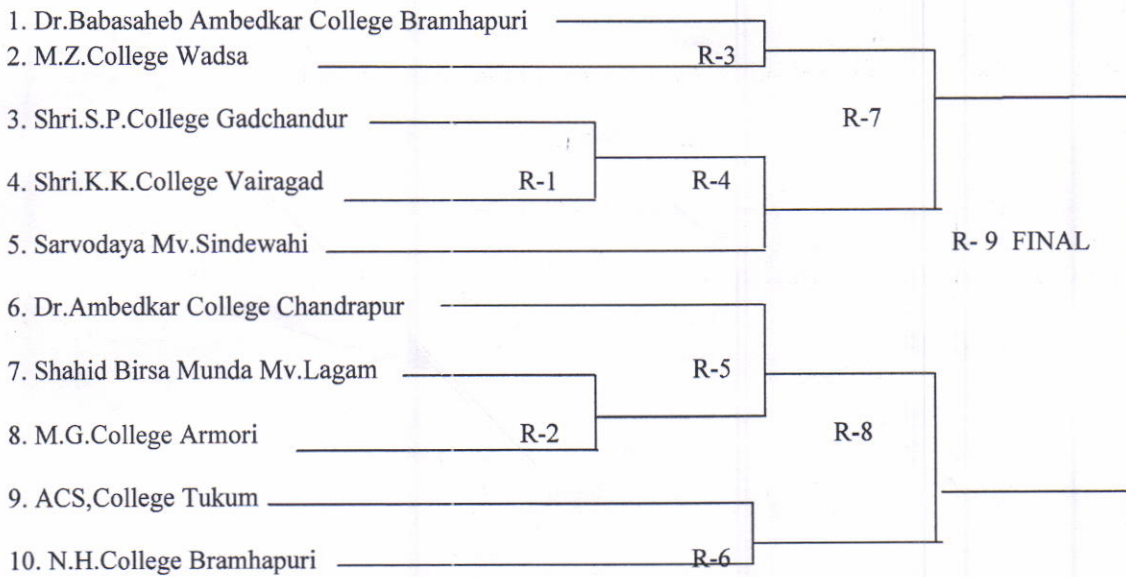 1. Dr.Babasaheb Ambedkar College Bramhapuri
2. M.Z.College Wadsa
R-3
3. Shri.S.P.College Gadchandur
R-7
4. Shri.K.K.College Vairagad
R-1
R-4
5. Sarvodaya Mv.Sindewahi
R- 9 FINAL
6. Dr.Ambedkar College Chandrapur
7. Shahid Birsa Munda Mv.Lagam
R-5
8. M.G.College Armori
R-2
R-8
9. ACS,College Tukum
10. N.H.College Bramhapuri
R-6